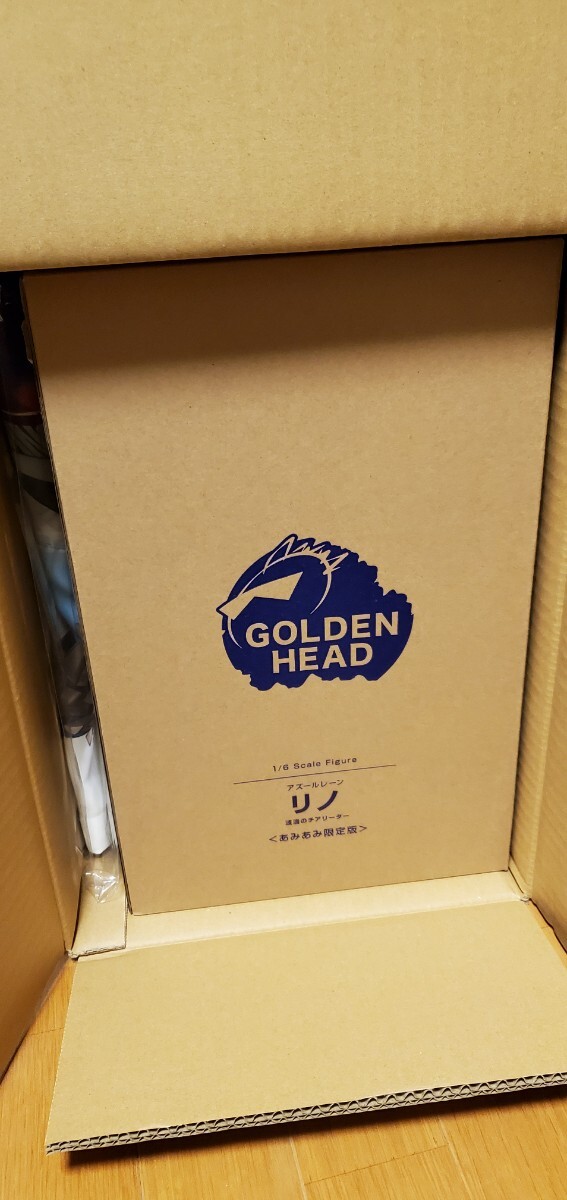 GOLDEN
HEAD
1/6 Scale Figure
アズールレーン
リノ
浪漫のチアリーダー
<あみあみ限定版>